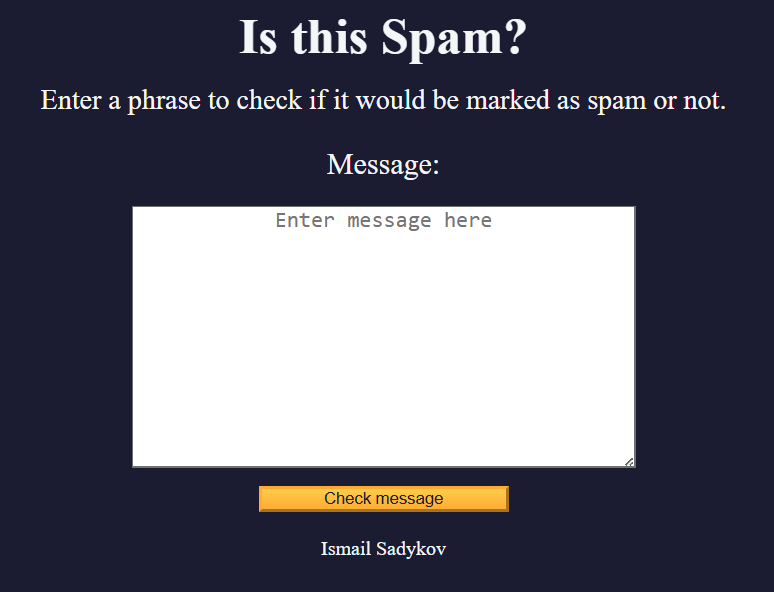 Is this Spam?
Enter a phrase to check if it would be marked as spam or not.
Message:
Enter message here
Check message
Ismail Sadykov